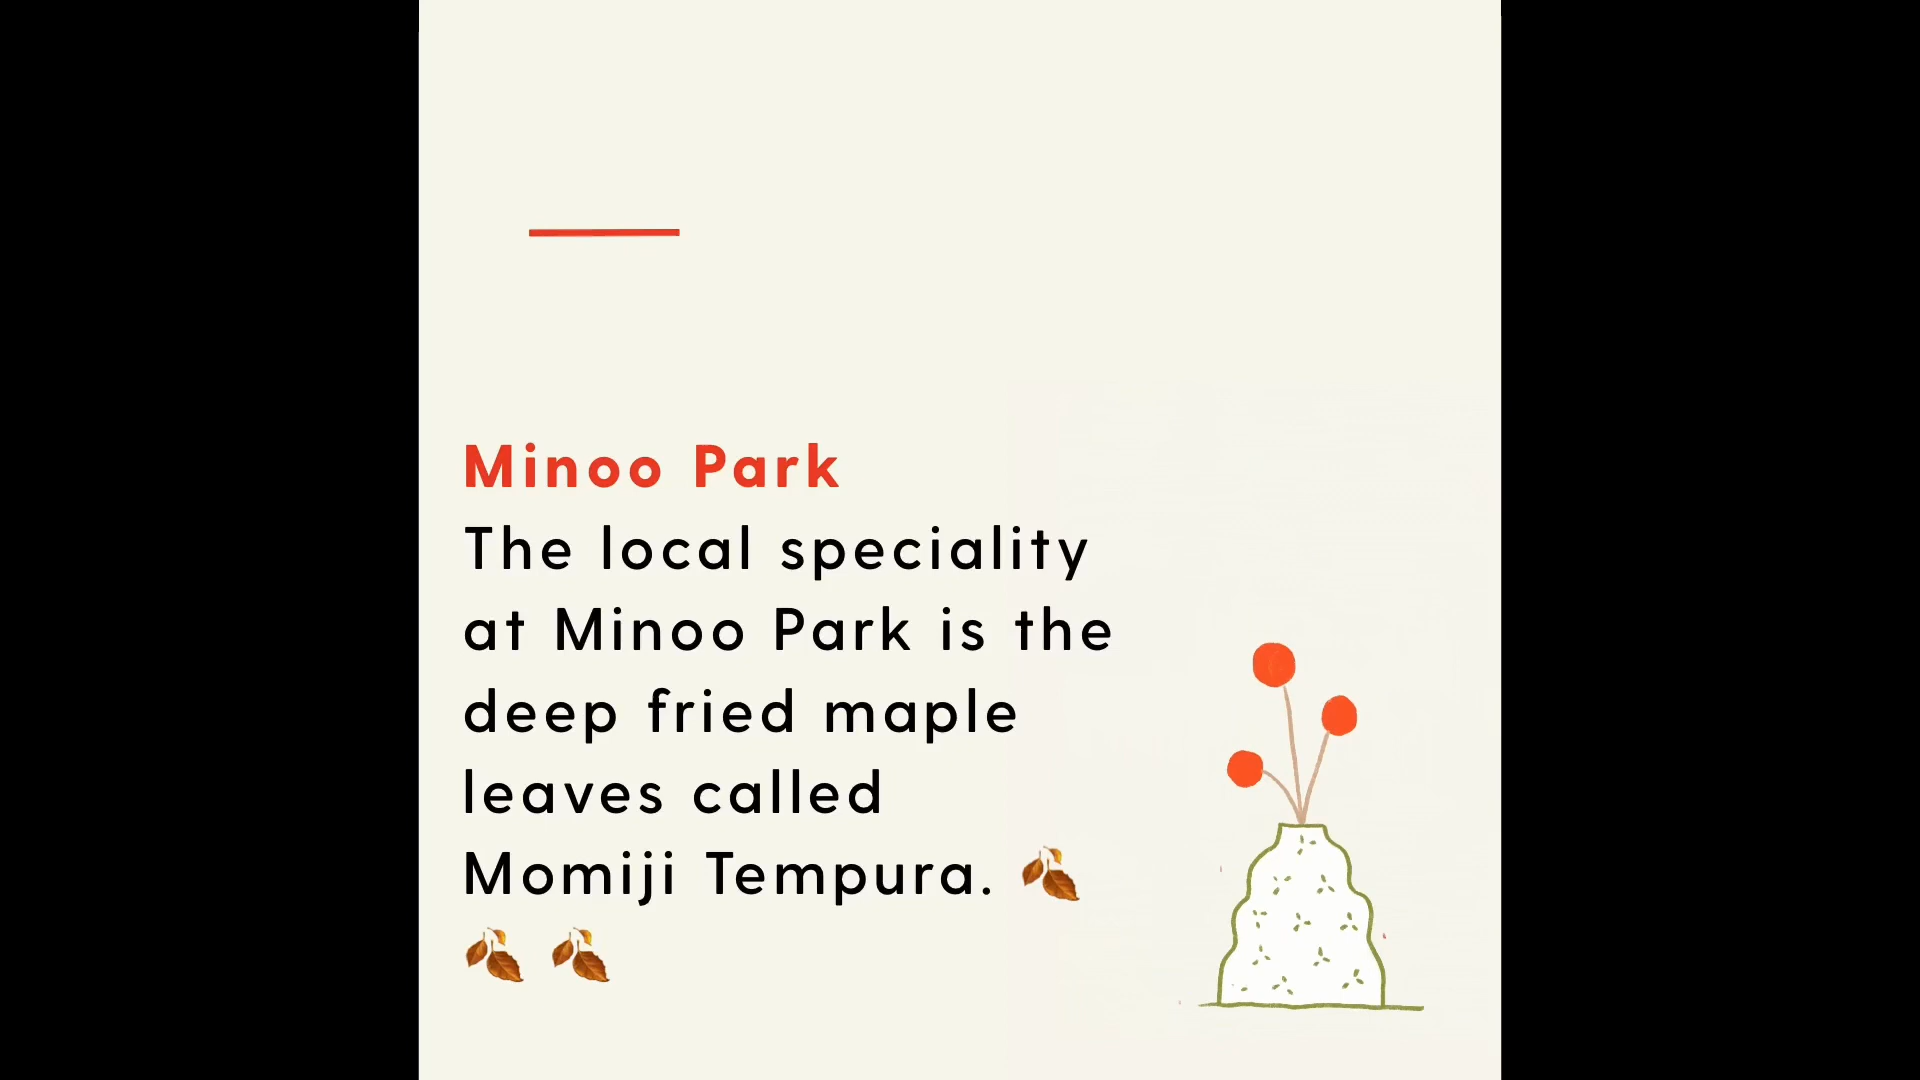 Minoo Park
The local speciality
at Minoo Park is the
deep fried maple
leaves called
Momiji Tempura. 🍂
🍂 🍂